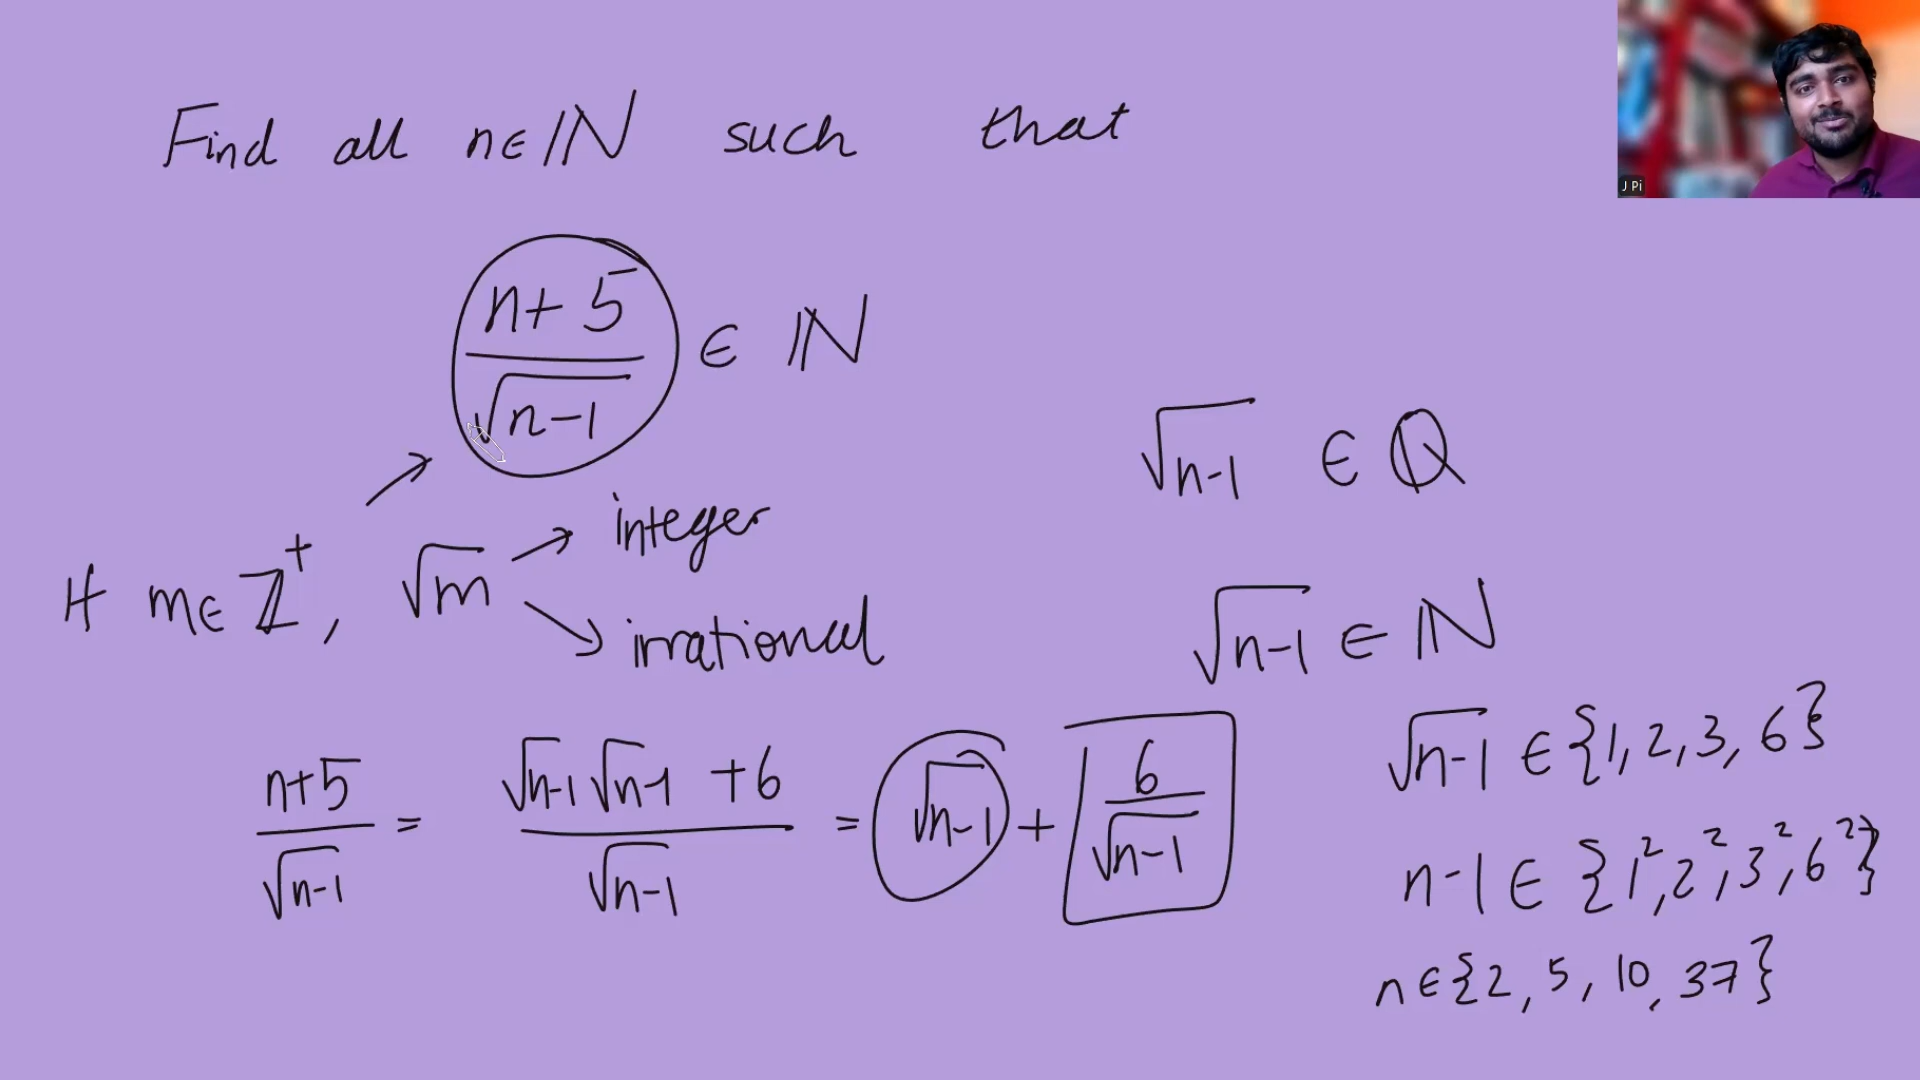 Find all n∈ℕ such that
J Pi
n+5 / √n-1 ∈ ℕ
√n-1 ∈ ℚ
→ integer
If m∈ℤ⁺, √m
→ irrational
√n-1 ∈ ℕ
√n-1 ∈ {1, 2, 3, 6}
n+5 / √n-1 = √n-1 √n-1 +6 / √n-1 = √n-1 + 6 / √n-1
n-1 ∈ {1², 2², 3², 6²}
n∈{2, 5, 10, 37}